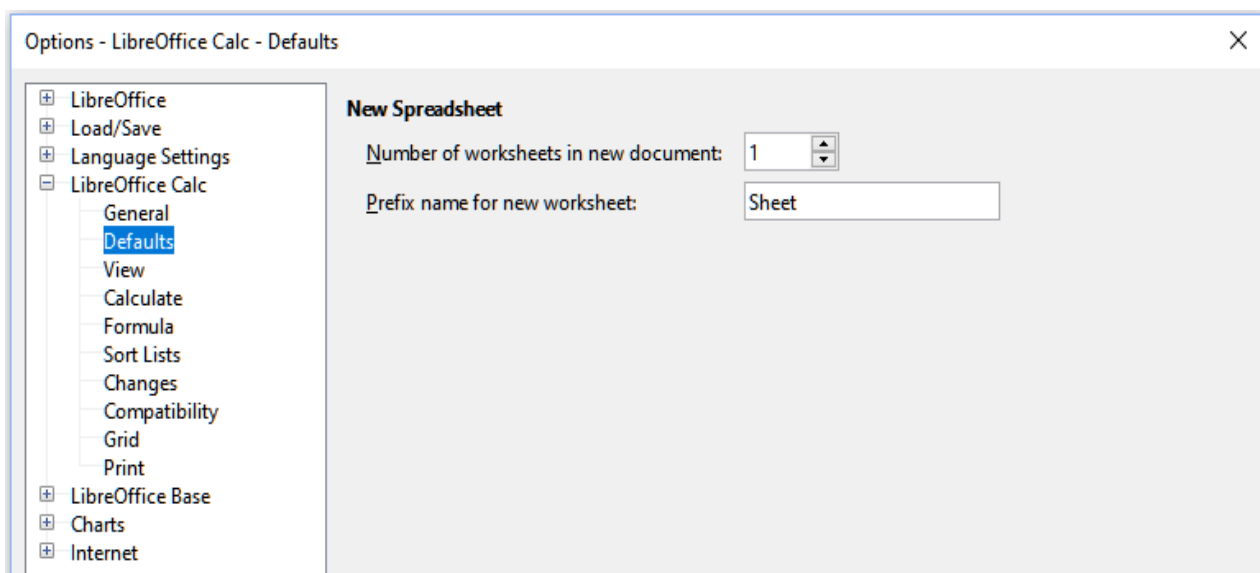 Options - LibreOffice Calc - Defaults
LibreOffice
Load/Save
Language Settings
LibreOffice Calc
General
Defaults
View
Calculate
Formula
Sort Lists
Changes
Compatibility
Grid
Print
LibreOffice Base
Charts
Internet
New Spreadsheet
Number of worksheets in new document: 1
Prefix name for new worksheet: Sheet